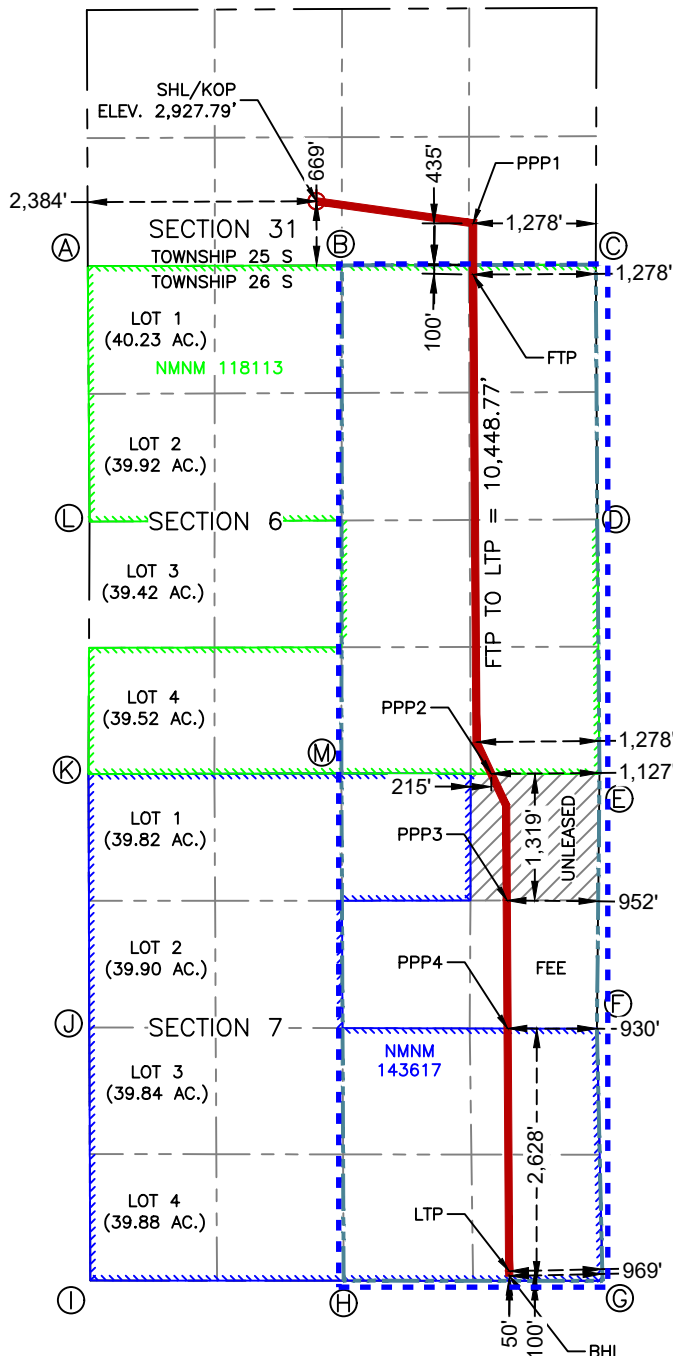 SHL/KOP
ELEV. 2,927.79'
669'
435'
PPP1
2,384'
1,278'
SECTION 31
A
B
C
TOWNSHIP 25 S
TOWNSHIP 26 S
1,278'
100'
FTP
LOT 1
(40.23 AC.)
NMNM 118113
LOT 2
(39.92 AC.)
FTP TO LTP = 10,448.77'
L
SECTION 6
D
LOT 3
(39.42 AC.)
LOT 4
(39.52 AC.)
PPP2
1,278'
M
K
1,127'
215'
E
LOT 1
(39.82 AC.)
PPP3
1,319'
UNLEASED
952'
LOT 2
(39.90 AC.)
PPP4
FEE
F
J
SECTION 7
930'
NMNM
143617
LOT 3
(39.84 AC.)
2,628'
LOT 4
(39.88 AC.)
LTP
969'
I
H
G
50'
100'
BHL